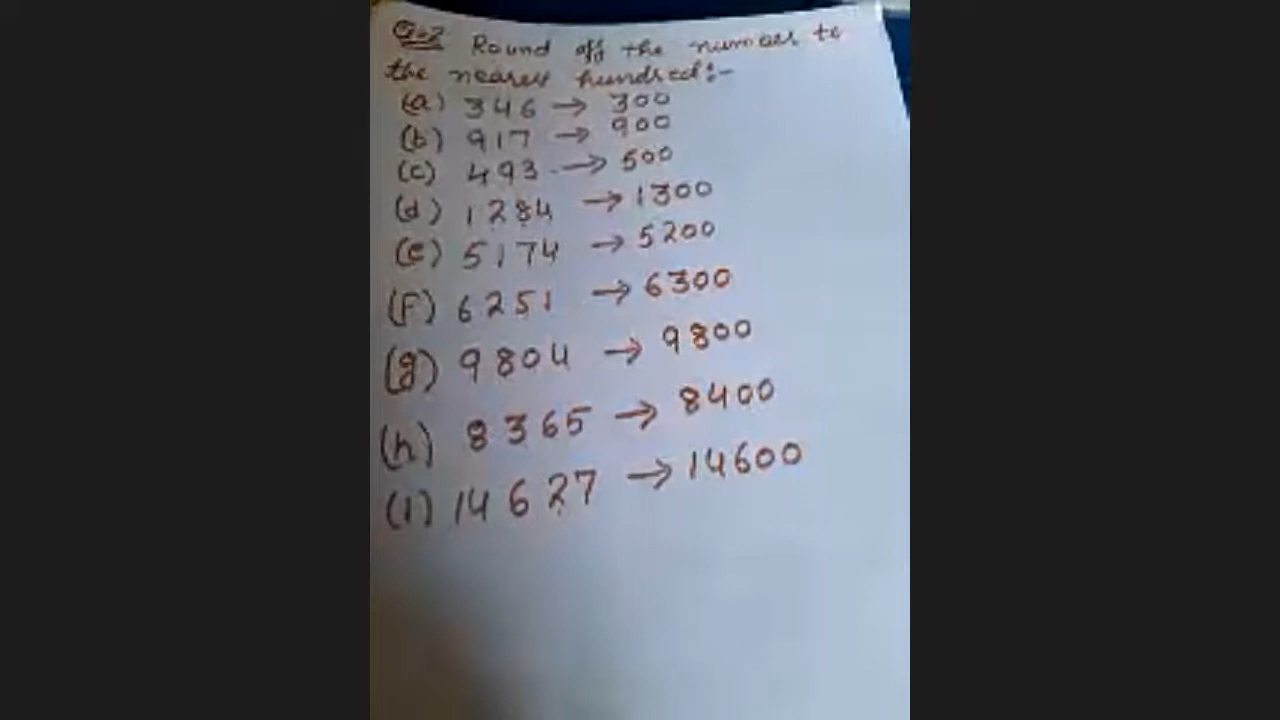 Q.2 Round off the number to
the nearest hundred:-
(a) 346 → 300
(b) 917 → 900
(c) 493 → 500
(d) 1284 → 1300
(e) 5174 → 5200
(F) 6251 → 6300
(g) 9804 → 9800
(h) 8365 → 8400
(I) 14627 → 14600